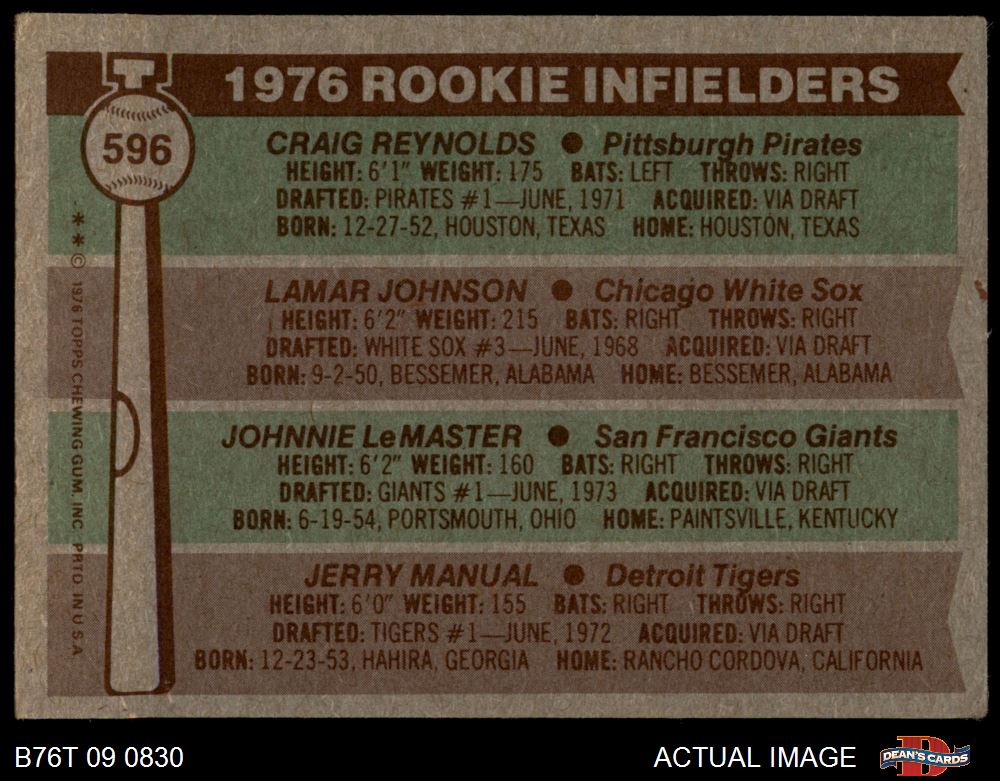 T
1976 ROOKIE INFIELDERS
596
CRAIG REYNOLDS ● Pittsburgh Pirates
HEIGHT: 6'1" WEIGHT: 175 BATS: LEFT THROWS: RIGHT
DRAFTED: PIRATES #1—JUNE, 1971 ACQUIRED: VIA DRAFT
BORN: 12-27-52, HOUSTON, TEXAS HOME: HOUSTON, TEXAS
LAMAR JOHNSON ● Chicago White Sox
HEIGHT: 6'2" WEIGHT: 215 BATS: RIGHT THROWS: RIGHT
DRAFTED: WHITE SOX #3—JUNE, 1968 ACQUIRED: VIA DRAFT
BORN: 9-2-50, BESSEMER, ALABAMA HOME: BESSEMER, ALABAMA
JOHNNIE LeMASTER ● San Francisco Giants
HEIGHT: 6'2" WEIGHT: 160 BATS: RIGHT THROWS: RIGHT
DRAFTED: GIANTS #1—JUNE, 1973 ACQUIRED: VIA DRAFT
BORN: 6-19-54, PORTSMOUTH, OHIO HOME: PAINTSVILLE, KENTUCKY
JERRY MANUAL ● Detroit Tigers
HEIGHT: 6'0" WEIGHT: 155 BATS: RIGHT THROWS: RIGHT
DRAFTED: TIGERS #1—JUNE, 1972 ACQUIRED: VIA DRAFT
BORN: 12-23-53, HAHIRA, GEORGIA HOME: RANCHO CORDOVA, CALIFORNIA
* * © 1976 TOPPS CHEWING GUM, INC. PRTD. IN U.S.A.
B76T 09 0830
ACTUAL IMAGE
D
DEAN'S CARDS